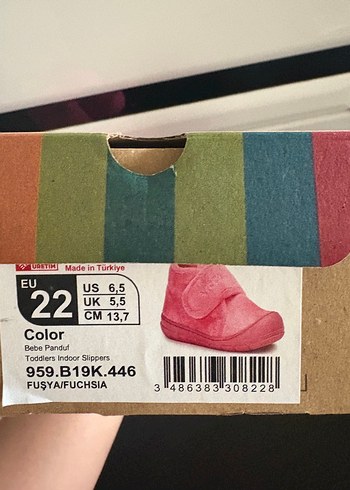 ÜRETİM Made in Türkiye
EU 22
US 6,5
UK 5,5
CM 13,7
Color
Bebe Panduf
Toddlers Indoor Slippers
959.B19K.446
FUŞYA/FUCHSIA
3 486383 308228